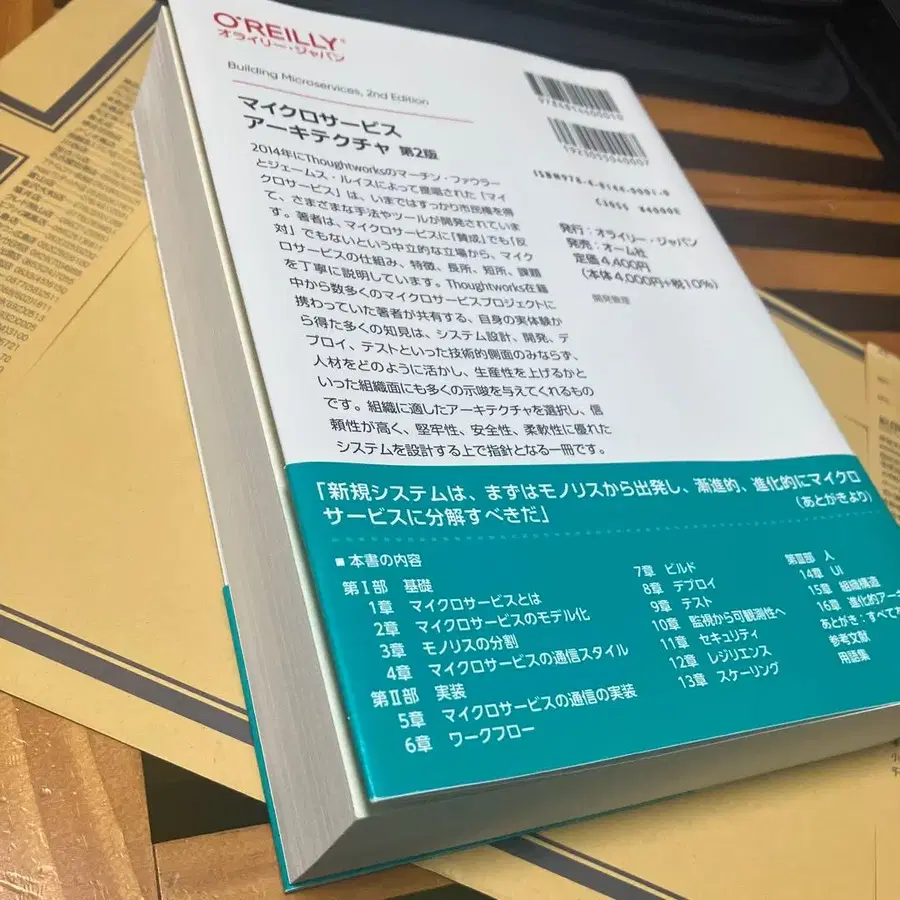 O'REILLY®
オライリー・ジャパン
Building Microservices, 2nd Edition
マイクロサービス
アーキテクチャ 第2版
2014年にThoughtworksのマーチン・ファウラー
とジェームス・ルイスによって提唱された「マイ
クロサービス」は、いまではすっかり市民権を得
て、さまざまな手法やツールが開発されていま
す。著者は、マイクロサービスに「賛成」でも「反
対」でもないという中立的な立場から、マイク
ロサービスの仕組み、特徴、長所、短所、課題
を丁寧に説明しています。Thoughtworks在籍
中から数多くのマイクロサービスプロジェクトに
携わっていた著者が共有する、自身の実体験か
ら得た多くの知見は、システム設計、開発、デ
プロイ、テストといった技術的側面のみならず、
人材をどのように活かし、生産性を上げるかと
いった組織面にも多くの示唆を与えてくれるもの
です。組織に適したアーキテクチャを選択し、信
頼性が高く、堅牢性、安全性、柔軟性に優れた
システムを設計する上で指針となる一冊です。
9784814400010
1923055040007
ISBN978-4-8144-0001-0
C3055 ¥4000E
発行：オライリー・ジャパン
発売：オーム社
定価4,400円
（本体4,000円+税10%）
開発管理
「新規システムは、まずはモノリスから出発し、漸進的、進化的にマイクロ
サービスに分解すべきだ」
（あとがきより）
■本書の内容
第Ⅰ部 基礎
1章 マイクロサービスとは
2章 マイクロサービスのモデル化
3章 モノリスの分割
4章 マイクロサービスの通信スタイル
第Ⅱ部 実装
5章 マイクロサービスの通信の実装
6章 ワークフロー
7章 ビルド
8章 デプロイ
9章 テスト
10章 監視から可観測性へ
11章 セキュリティ
12章 レジリエンス
13章 スケーリング
第Ⅲ部 人
14章 UI
15章 組織構造
16章 進化的アーキ
あとがき：すべてを
参考文献
用語集